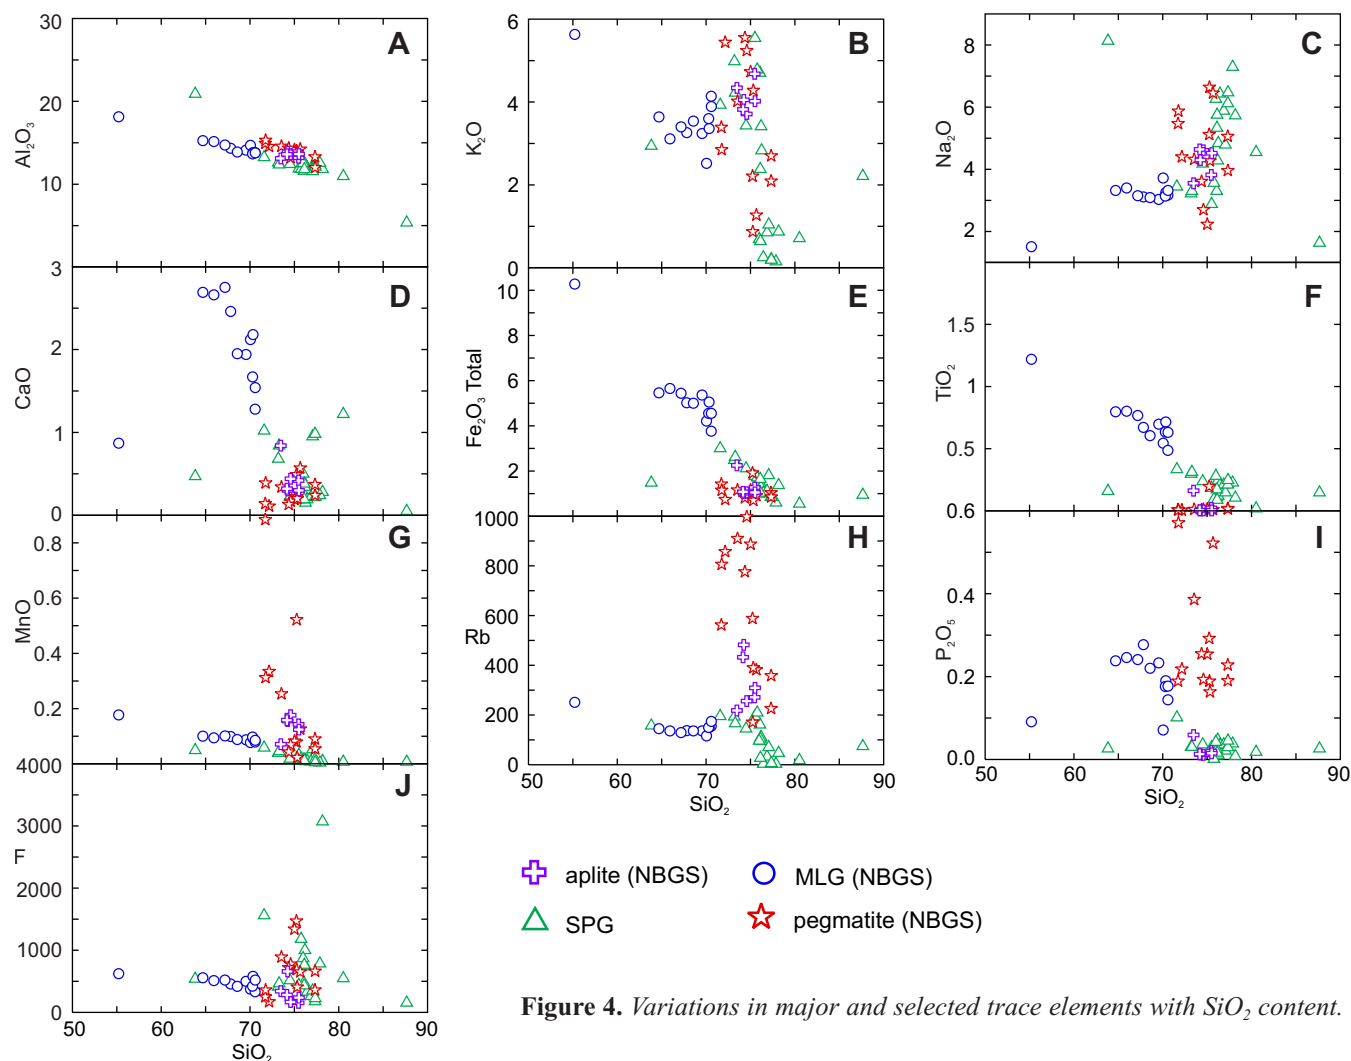 30
20
10
Al₂O₃
A
6
4
2
0
K₂O
B
8
6
4
2
Na₂O
C
3
2
1
0
CaO
D
10
8
6
4
2
Fe₂O₃ Total
E
1.5
1
0.5
TiO₂
F
0.8
0.6
0.4
0.2
MnO
G
1000
800
600
400
200
0
Rb
H
50 60 70 80 90
SiO₂
0.6
0.4
0.2
0.0
P₂O₅
I
50 60 70 80 90
SiO₂
4000
3000
2000
1000
0
F
J
50 60 70 80 90
SiO₂
aplite (NBGS)
MLG (NBGS)
SPG
pegmatite (NBGS)
Figure 4. Variations in major and selected trace elements with SiO₂ content.